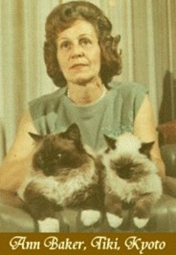 Ann Baker, Tiki, Kyoto